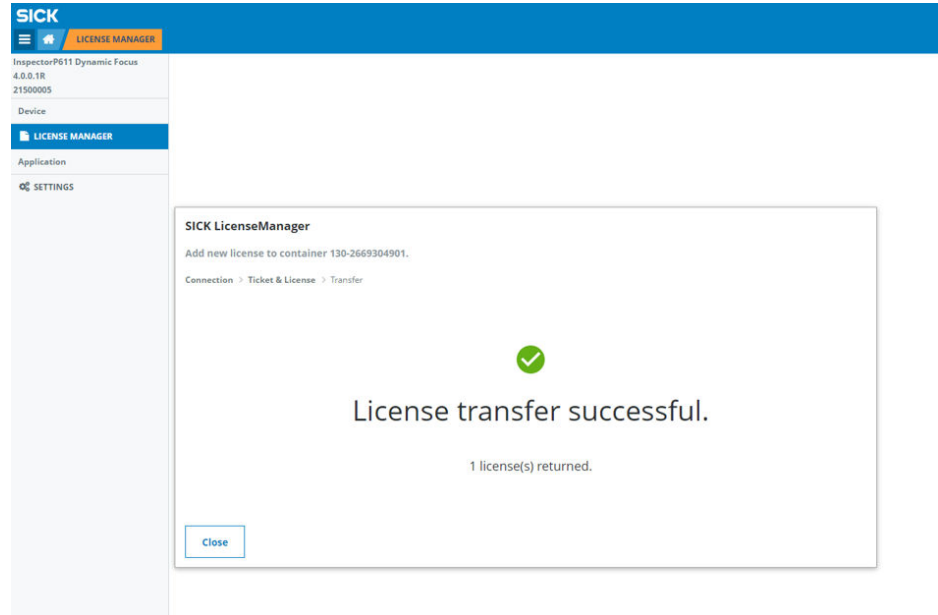 SICK
LICENSE MANAGER
InspectorP611 Dynamic Focus
4.0.0.1R
21500005
Device
LICENSE MANAGER
Application
SETTINGS
SICK LicenseManager
Add new license to container 130-2669304901.
Connection > Ticket & License > Transfer
License transfer successful.
1 license(s) returned.
Close